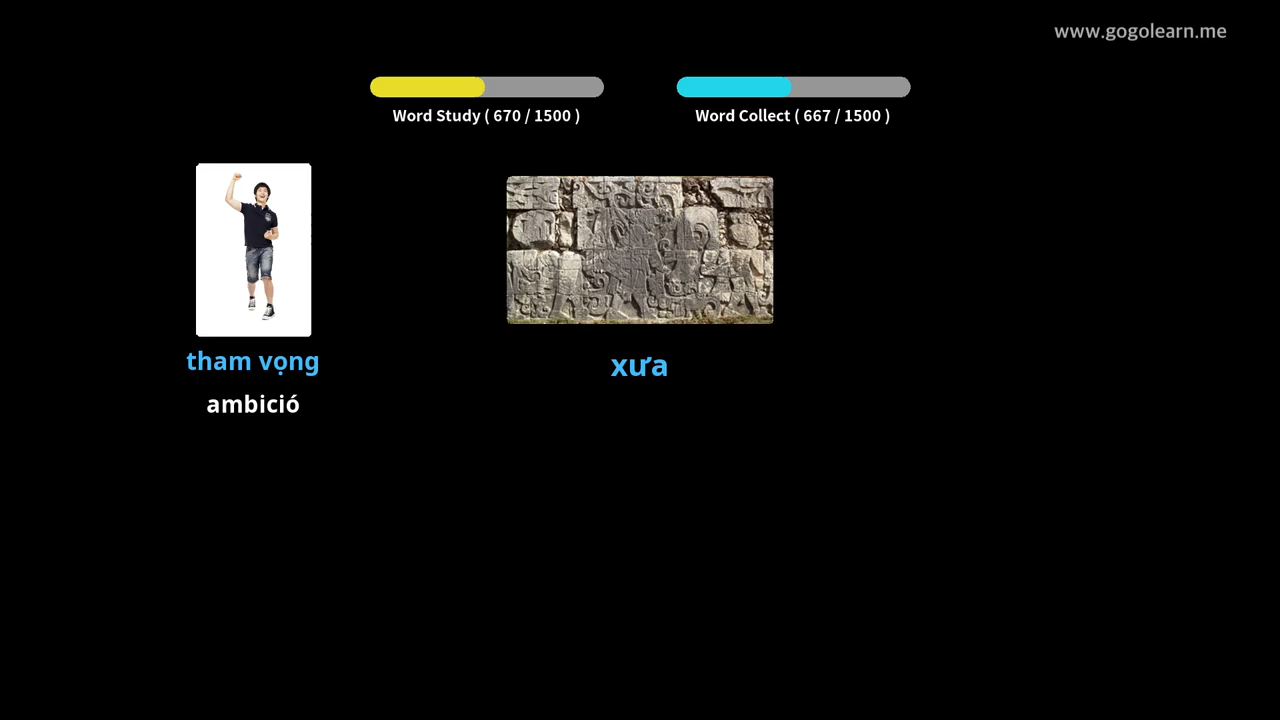 www.gogolearn.me
Word Study ( 670 / 1500 )
Word Collect ( 667 / 1500 )
tham vọng
ambició
xưa